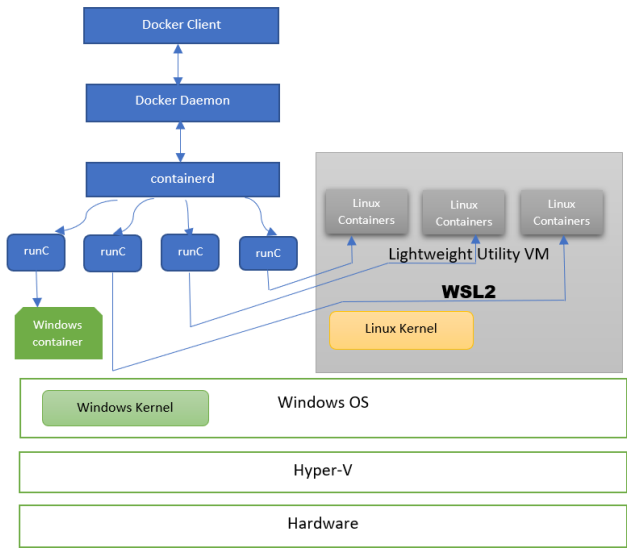 Docker Client
Docker Daemon
containerd
Linux
Containers
Linux
Containers
Linux
Containers
runC
runC
runC
runC
Lightweight Utility VM
WSL2
Windows
container
Linux Kernel
Windows Kernel
Windows OS
Hyper-V
Hardware